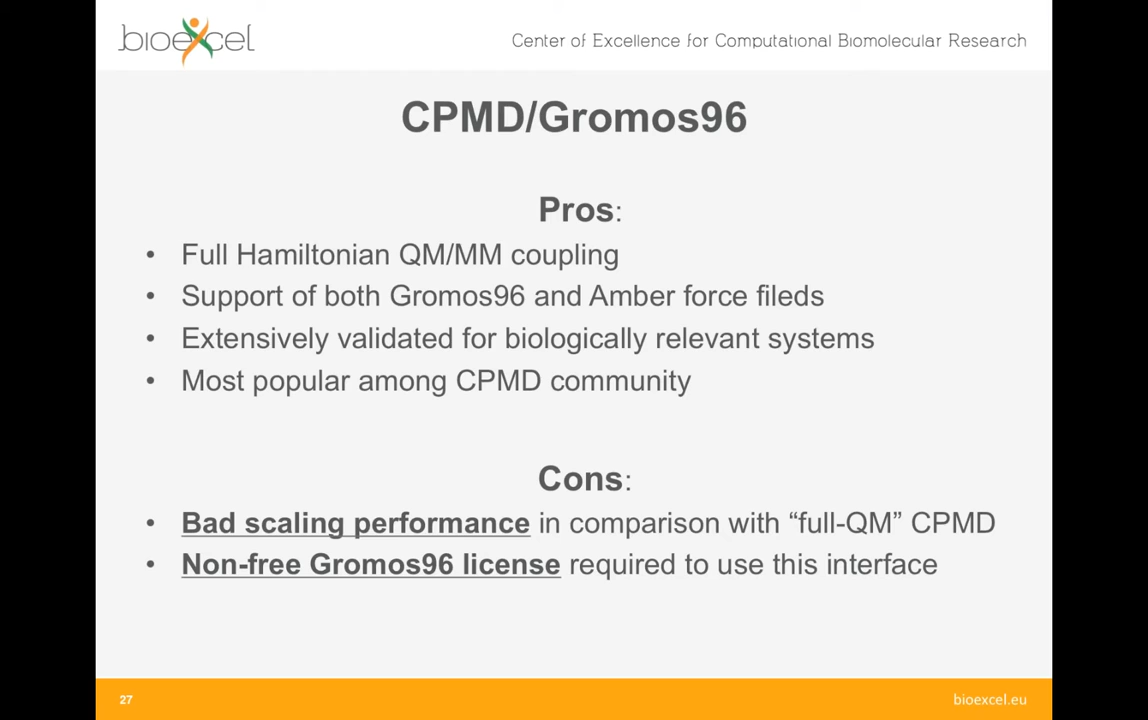 bioexcel
Center of Excellence for Computational Biomolecular Research
CPMD/Gromos96
Pros:
• Full Hamiltonian QM/MM coupling
• Support of both Gromos96 and Amber force fileds
• Extensively validated for biologically relevant systems
• Most popular among CPMD community
Cons:
• Bad scaling performance in comparison with “full-QM” CPMD
• Non-free Gromos96 license required to use this interface
27
bioexcel.eu